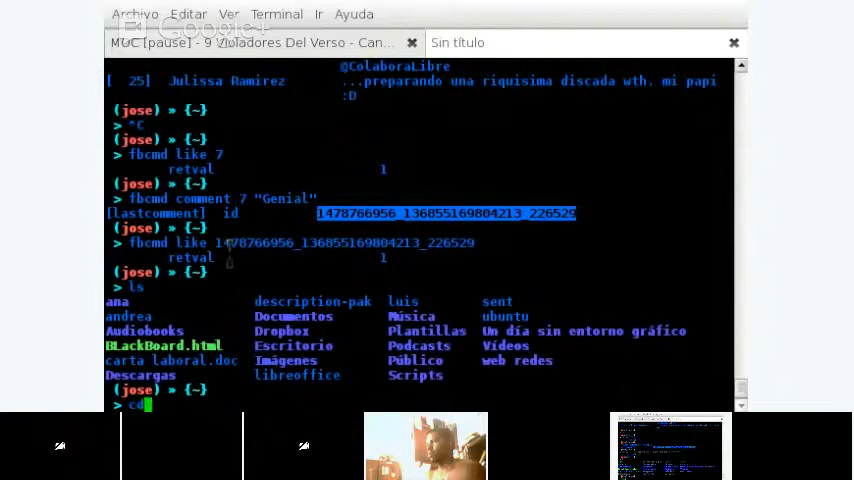 Archivo Editar Ver Terminal Ir Ayuda
Google+
MOC [pause] - 9 Violadores Del Verso - Can... Sin título
@ColaboraLibre
[ 25] Julissa Ramirez ...preparando una riquisima discada wth. mi papi
:D
(jose) » {~}
> ^C
(jose) » {~}
> fbcmd like 7
retval 1
(jose) » {~}
> fbcmd comment 7 "Genial"
[lastcomment] id 1478766956_136855169804213_226529
(jose) » {~}
> fbcmd like 1478766956_136855169804213_226529
retval 1
(jose) » {~}
> ls
ana description-pak luis sent
andrea Documentos Música ubuntu
Audiobooks Dropbox Plantillas Un día sin entorno gráfico
BLackBoard.html Escritorio Podcasts Vídeos
carta laboral.doc Imágenes Público web redes
Descargas libreoffice Scripts
(jose) » {~}
> cd